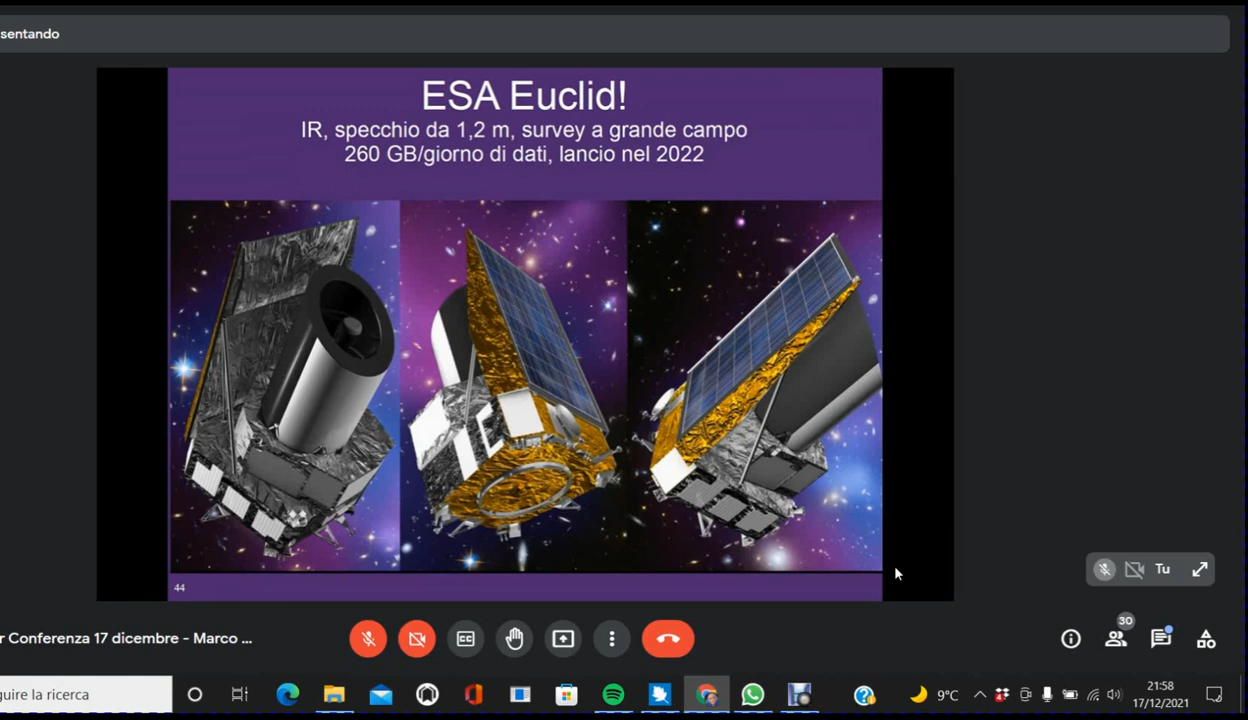 sentando
ESA Euclid!
IR, specchio da 1,2 m, survey a grande campo
260 GB/giorno di dati, lancio nel 2022
44
Tu
r Conferenza 17 dicembre - Marco ...
CC
30
guire la ricerca
9°C
21:58
17/12/2021